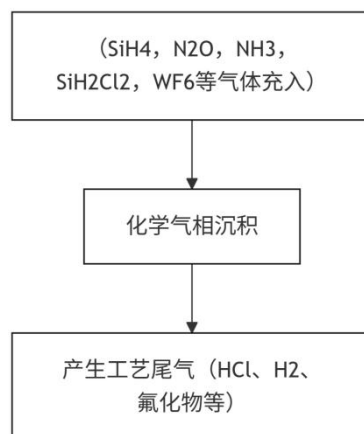 （SiH4，N2O，NH3，
SiH2Cl2，WF6等气体充入）
化学气相沉积
产生工艺尾气（HCl、H2、
氟化物等）